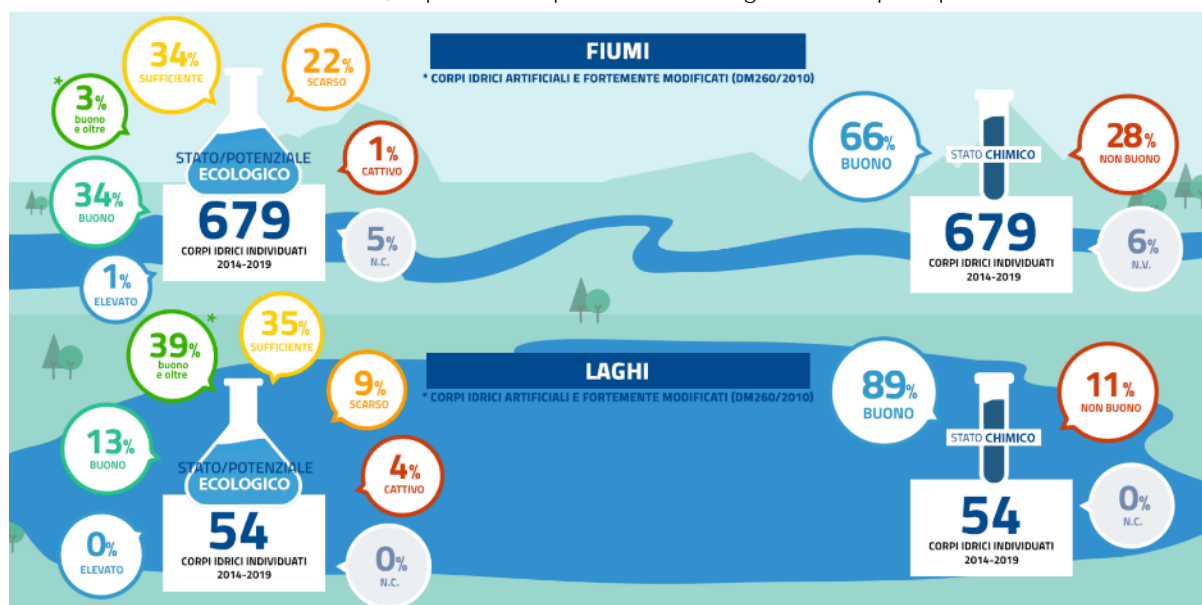 FIUMI
* CORPI IDRICI ARTIFICIALI E FORTEMENTE MODIFICATI (DM260/2010)
34%
SUFFICIENTE
22%
SCARSO
*
3%
buono
e oltre
1%
CATTIVO
34%
BUONO
5%
N.C.
1%
ELEVATO
STATO/POTENZIALE
ECOLOGICO
679
CORPI IDRICI INDIVIDUATI
2014-2019
66%
BUONO
STATO CHIMICO
28%
NON BUONO
679
CORPI IDRICI INDIVIDUATI
2014-2019
6%
N.V.
LAGHI
* CORPI IDRICI ARTIFICIALI E FORTEMENTE MODIFICATI (DM260/2010)
39%
buono
e oltre
*
35%
SUFFICIENTE
9%
SCARSO
13%
BUONO
4%
CATTIVO
0%
ELEVATO
0%
N.C.
STATO/POTENZIALE
ECOLOGICO
54
CORPI IDRICI INDIVIDUATI
2014-2019
89%
BUONO
STATO CHIMICO
11%
NON BUONO
54
CORPI IDRICI INDIVIDUATI
2014-2019
0%
N.C.